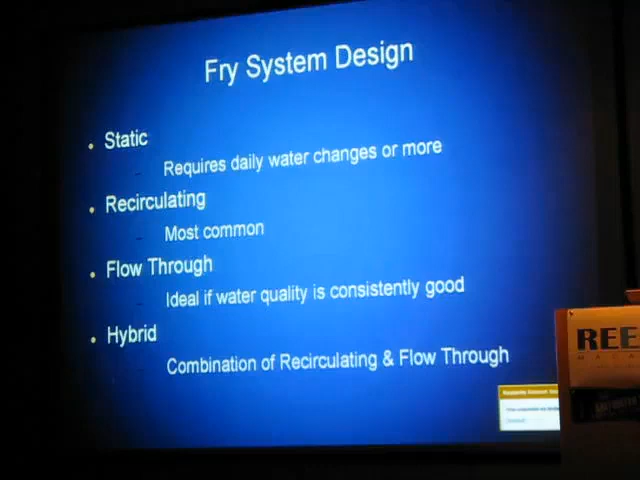 Fry System Design
• Static
– Requires daily water changes or more
• Recirculating
– Most common
• Flow Through
– Ideal if water quality is consistently good
• Hybrid
– Combination of Recirculating & Flow Through
REE